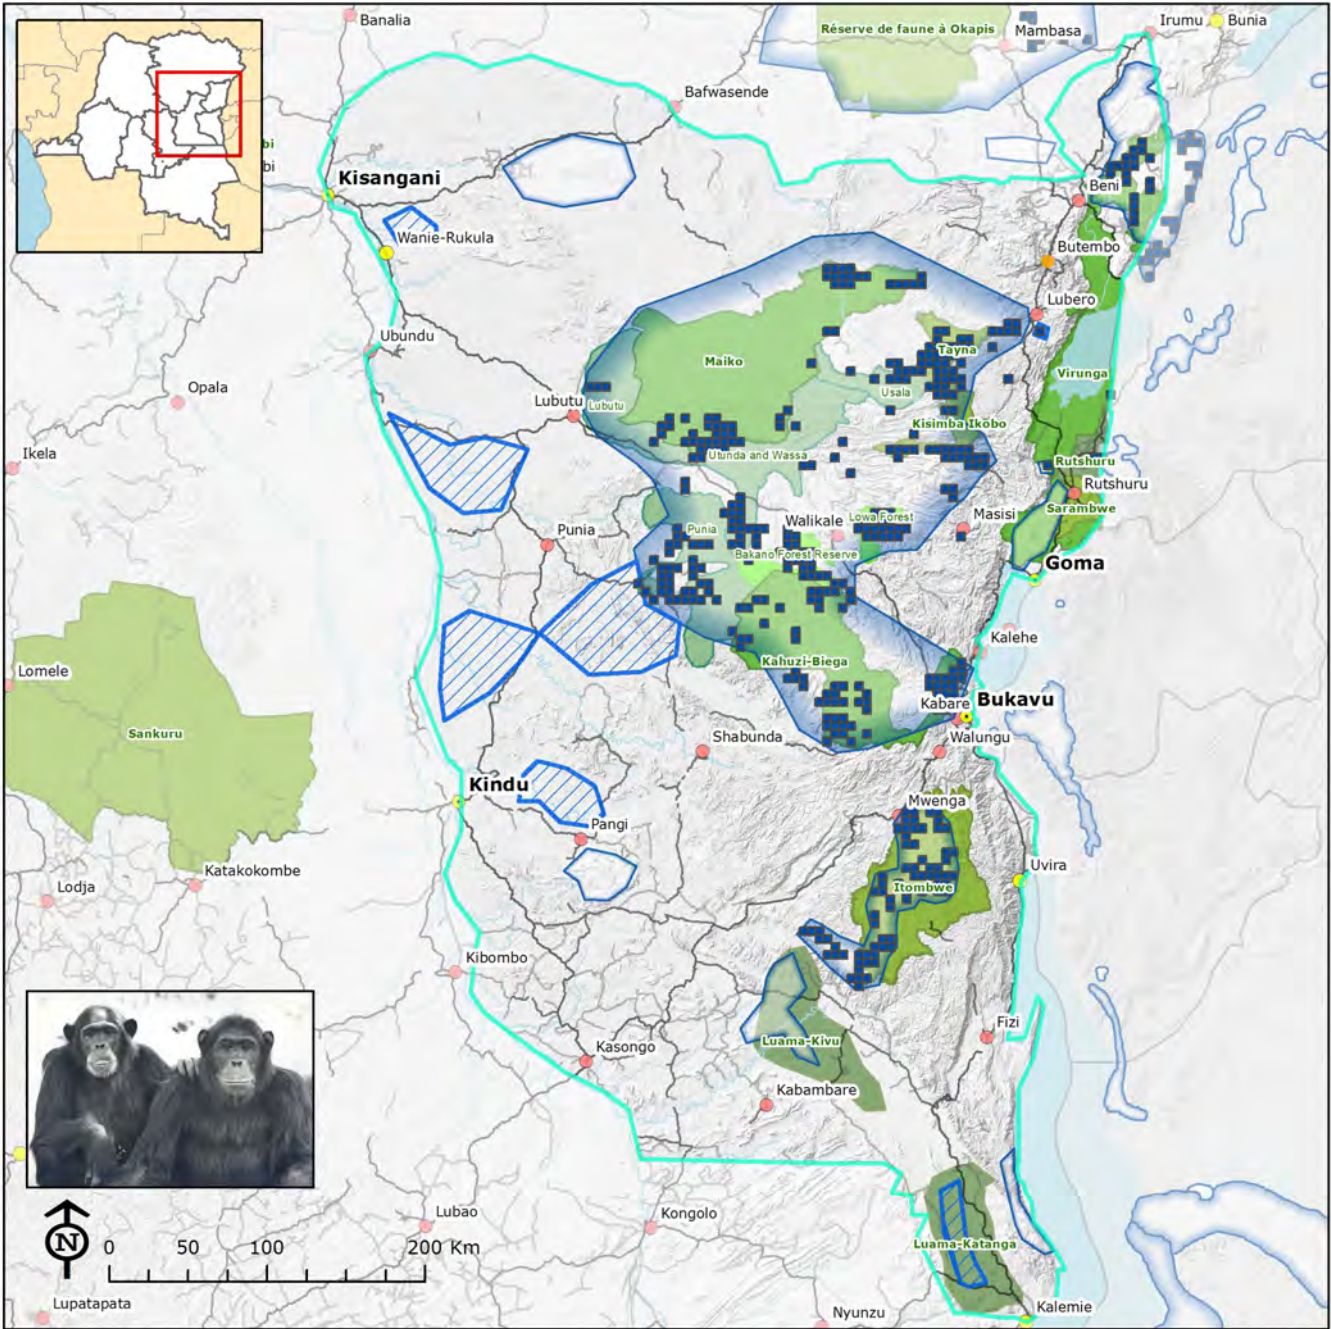 Banalia
Réserve de faune à Okapis
Mambasa
Irumu
Bunia
Bafwasende
bi
bi
Kisangani
Beni
Wanie-Rukula
Butembo
Lubero
Ubundu
Tayna
Maiko
Virunga
Opala
Usala
Lubutu
Lubutu
Kisimba Ikobo
Ikela
Utunda and Wassa
Rutshuru
Rutshuru
Sarambwe
Masisi
Lowa Forest
Walikale
Punia
Punia
Bakano Forest Reserve
Goma
Kalehe
Lomele
Kahuzi-Biega
Kabare
Bukavu
Sankuru
Shabunda
Walungu
Kindu
Mwenga
Pangi
Katakokombe
Uvira
Lodja
Itombwe
Kibombo
Fizi
Kasongo
Luama-Kivu
Kabambare
N
Lubao
Kongolo
0 50 100 200 Km
Luama-Katanga
Lupatapata
Nyunzu
Kalemie